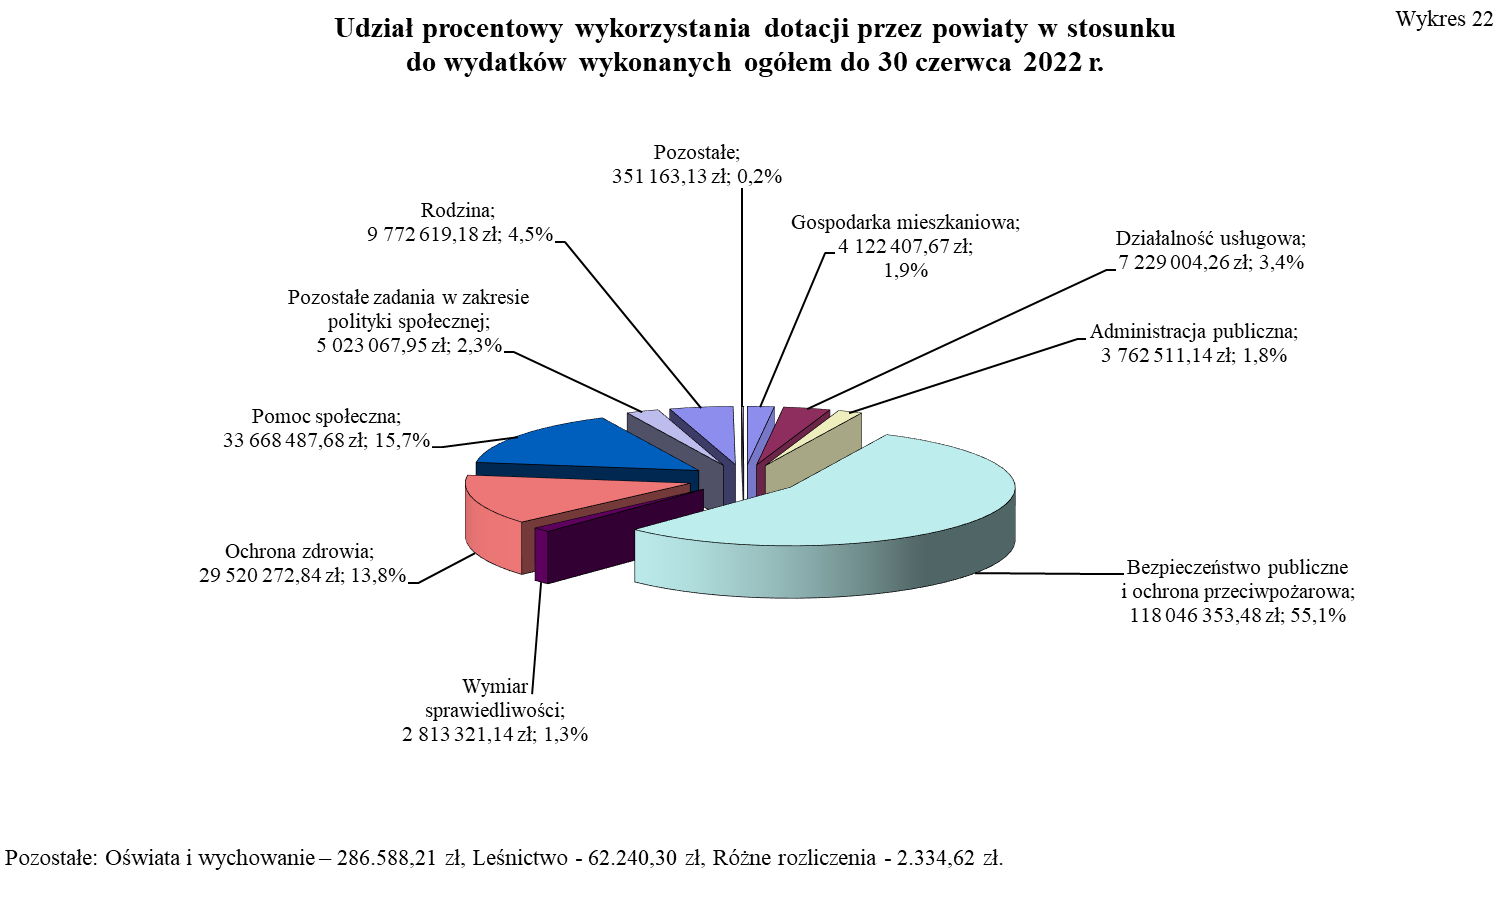 Wykres 22
Udział procentowy wykorzystania dotacji przez powiaty w stosunku
do wydatków wykonanych ogółem do 30 czerwca 2022 r.
Pozostałe;
351 163,13 zł; 0,2%
Rodzina;
9 772 619,18 zł; 4,5%
Gospodarka mieszkaniowa;
4 122 407,67 zł;
1,9%
Działalność usługowa;
7 229 004,26 zł; 3,4%
Pozostałe zadania w zakresie
polityki społecznej;
5 023 067,95 zł; 2,3%
Administracja publiczna;
3 762 511,14 zł; 1,8%
Pomoc społeczna;
33 668 487,68 zł; 15,7%
Ochrona zdrowia;
29 520 272,84 zł; 13,8%
Bezpieczeństwo publiczne
i ochrona przeciwpożarowa;
118 046 353,48 zł; 55,1%
Wymiar
sprawiedliwości;
2 813 321,14 zł; 1,3%
Pozostałe: Oświata i wychowanie – 286.588,21 zł, Leśnictwo - 62.240,30 zł, Różne rozliczenia - 2.334,62 zł.